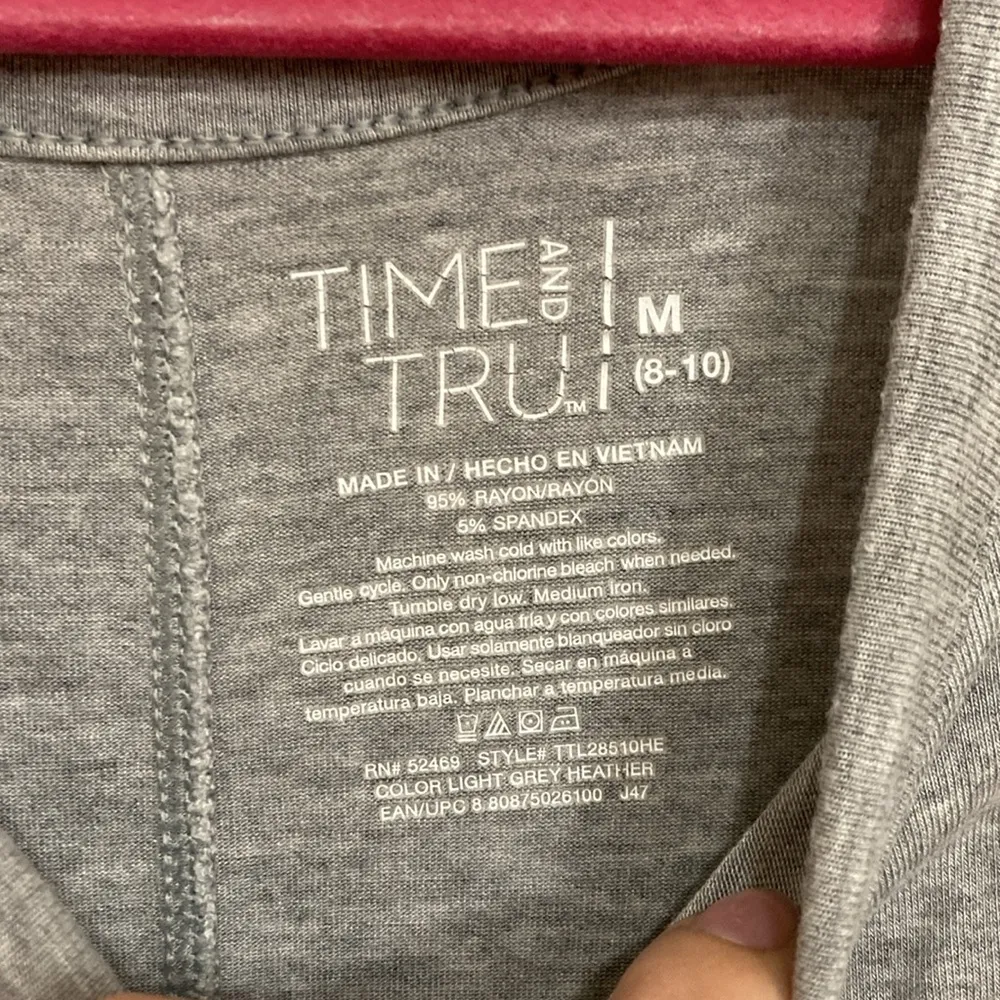 TIME AND
TRU™
M
(8-10)
MADE IN / HECHO EN VIETNAM
95% RAYON/RAYON
5% SPANDEX
Machine wash cold with like colors.
Gentle cycle. Only non-chlorine bleach when needed.
Tumble dry low. Medium iron.
Lavar a máquina con agua fría y con colores similares.
Ciclo delicado. Usar solamente blanqueador sin cloro
cuando se necesite. Secar en máquina a
temperatura baja. Planchar a temperatura media.
RN# 52469 STYLE# TTL28510HE
COLOR LIGHT GREY HEATHER
EAN/UPC 8 80875026100 J47